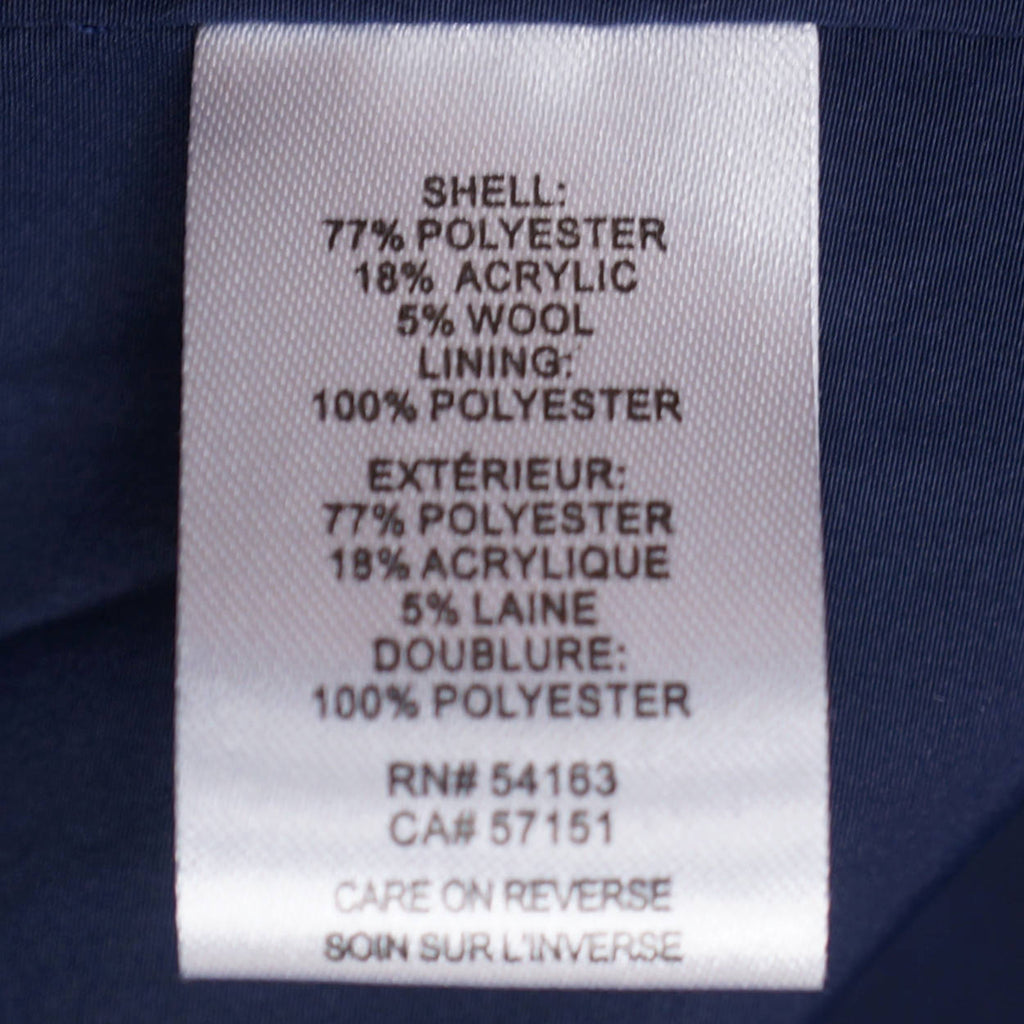 SHELL:
77% POLYESTER
18% ACRYLIC
5% WOOL
LINING:
100% POLYESTER
EXTÉRIEUR:
77% POLYESTER
18% ACRYLIQUE
5% LAINE
DOUBLURE:
100% POLYESTER
RN# 54163
CA# 57151
CARE ON REVERSE
SOIN SUR L'INVERSE